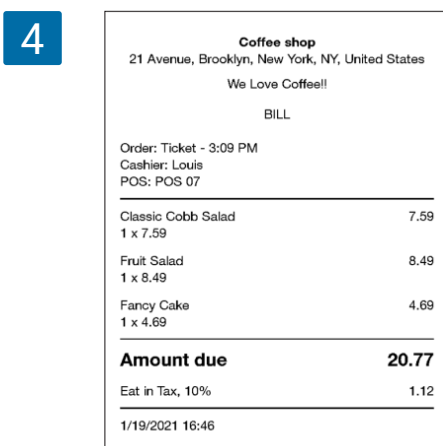 4
Coffee shop
21 Avenue, Brooklyn, New York, NY, United States
We Love Coffee!!
BILL
Order: Ticket - 3:09 PM
Cashier: Louis
POS: POS 07
Classic Cobb Salad 7.59
1 x 7.59
Fruit Salad 8.49
1 x 8.49
Fancy Cake 4.69
1 x 4.69
Amount due 20.77
Eat in Tax, 10% 1.12
1/19/2021 16:46